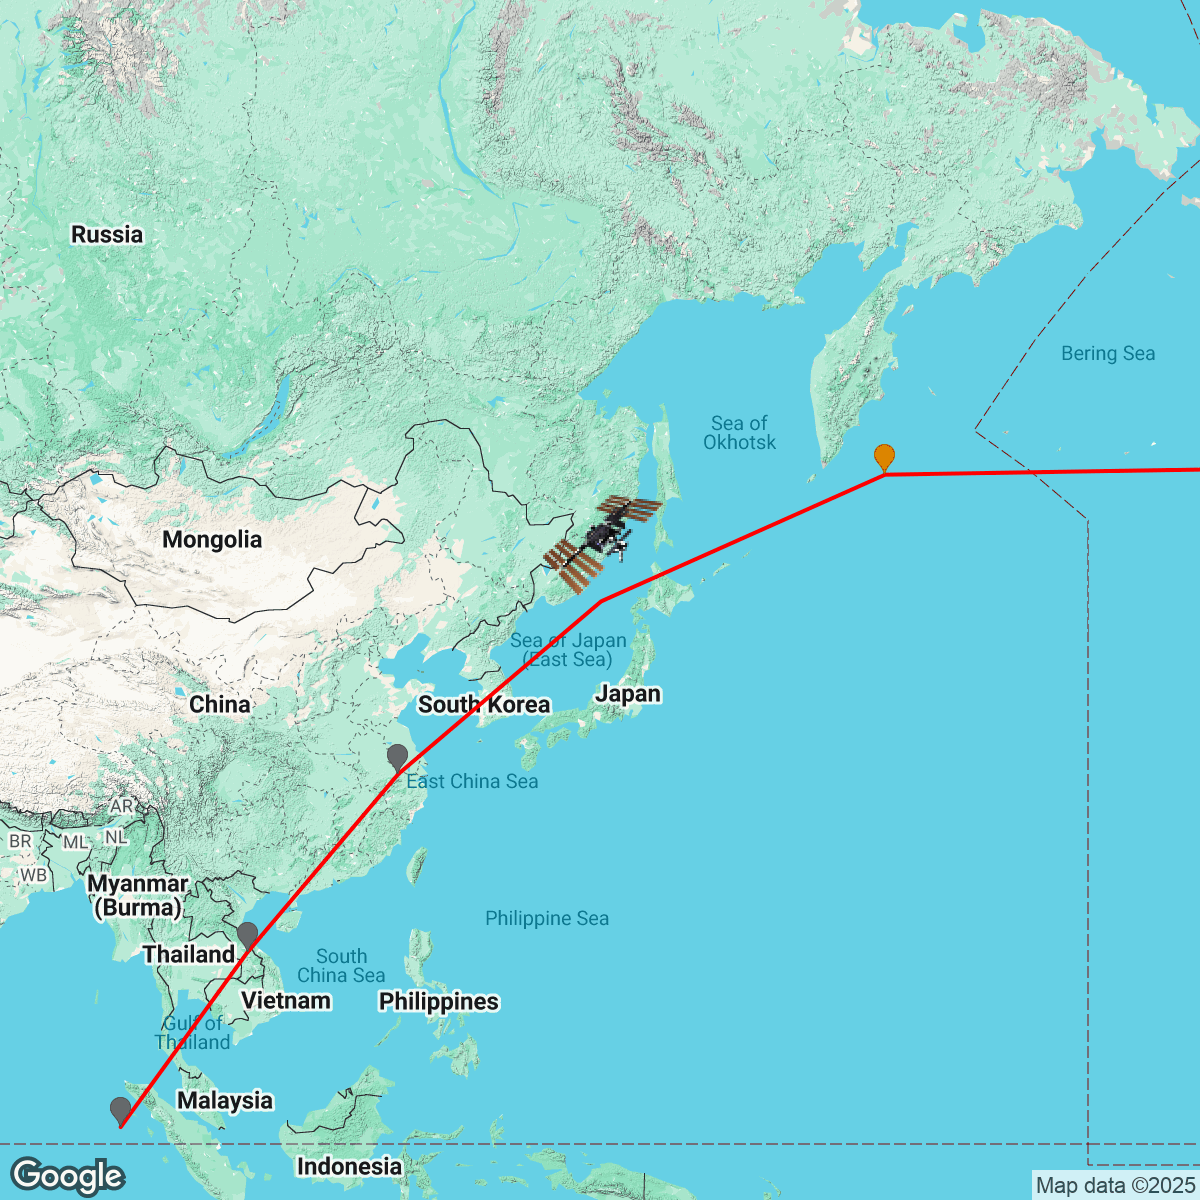 Russia
Bering Sea
Sea of
Okhotsk
Mongolia
Sea of Japan
(East Sea)
China
South Korea
Japan
East China Sea
AR
BR
ML
NL
WB
Myanmar
(Burma)
Philippine Sea
Thailand
South
China Sea
Vietnam
Philippines
Gulf of
Thailand
Malaysia
Indonesia
Google
Map data ©2025